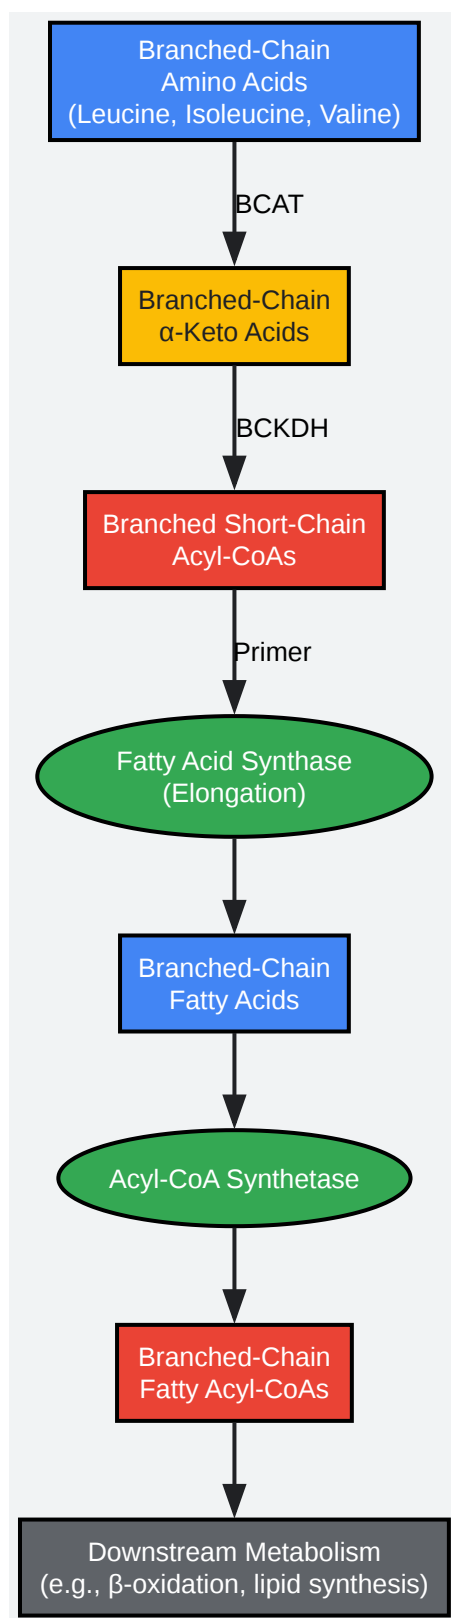 Branched-Chain
Amino Acids
(Leucine, Isoleucine, Valine)
BCAT
Branched-Chain
α-Keto Acids
BCKDH
Branched Short-Chain
Acyl-CoAs
Primer
Fatty Acid Synthase
(Elongation)
Branched-Chain
Fatty Acids
Acyl-CoA Synthetase
Branched-Chain
Fatty Acyl-CoAs
Downstream Metabolism
(e.g., β-oxidation, lipid synthesis)